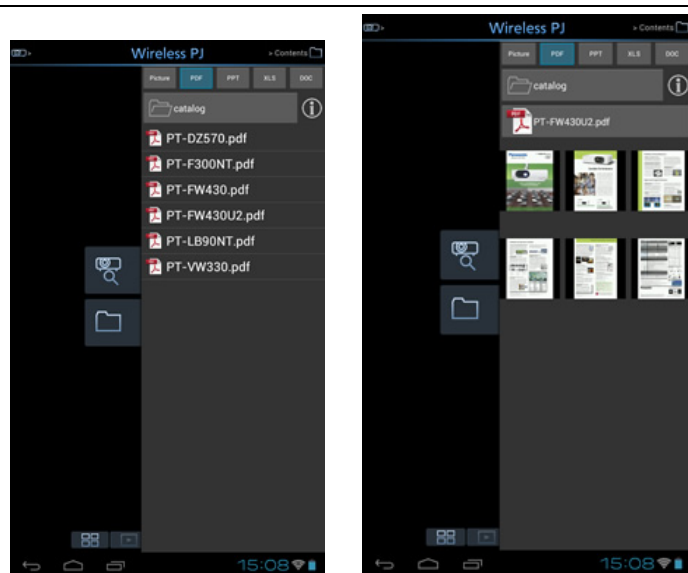 Wireless PJ
> Contents
Picture PDF PPT XLS DOC
catalog
PT-DZ570.pdf
PT-F300NT.pdf
PT-FW430.pdf
PT-FW430U2.pdf
PT-LB90NT.pdf
PT-VW330.pdf
15:08
Wireless PJ
> Contents
Picture PDF PPT XLS DOC
catalog
PT-FW430U2.pdf
15:08